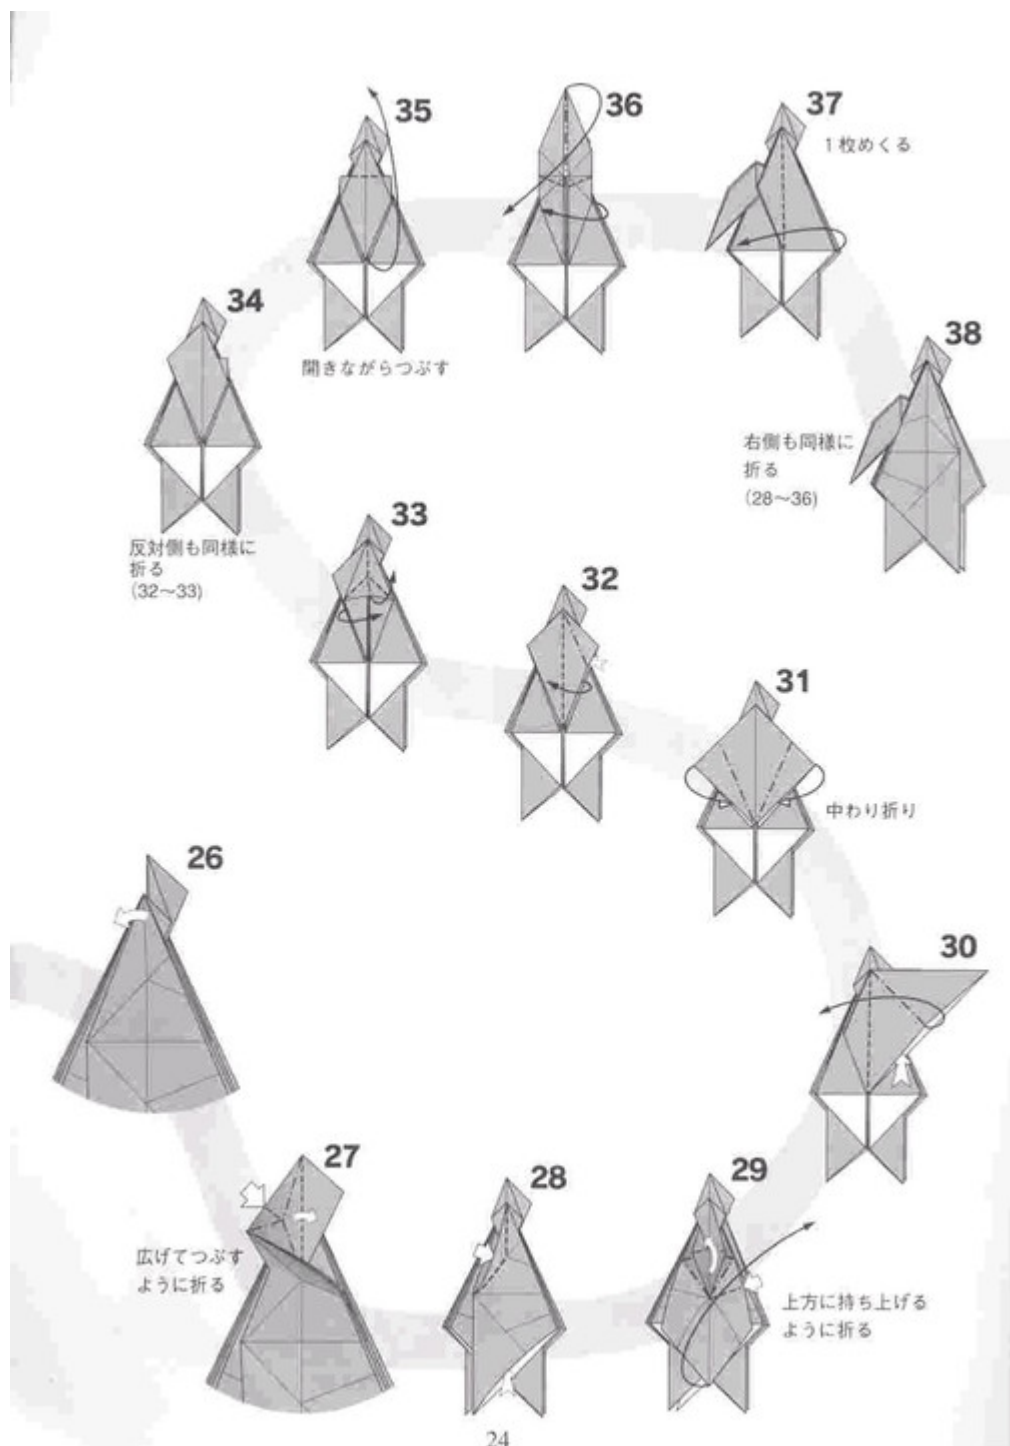 26
27
広げてつぶす
ように折る
28
29
上方に持ち上げる
ように折る
30
31
中わり折り
32
33
34
反対側も同様に
折る
(32〜33)
35
開きながらつぶす
36
37
1枚めくる
38
右側も同様に
折る
(28〜36)
24